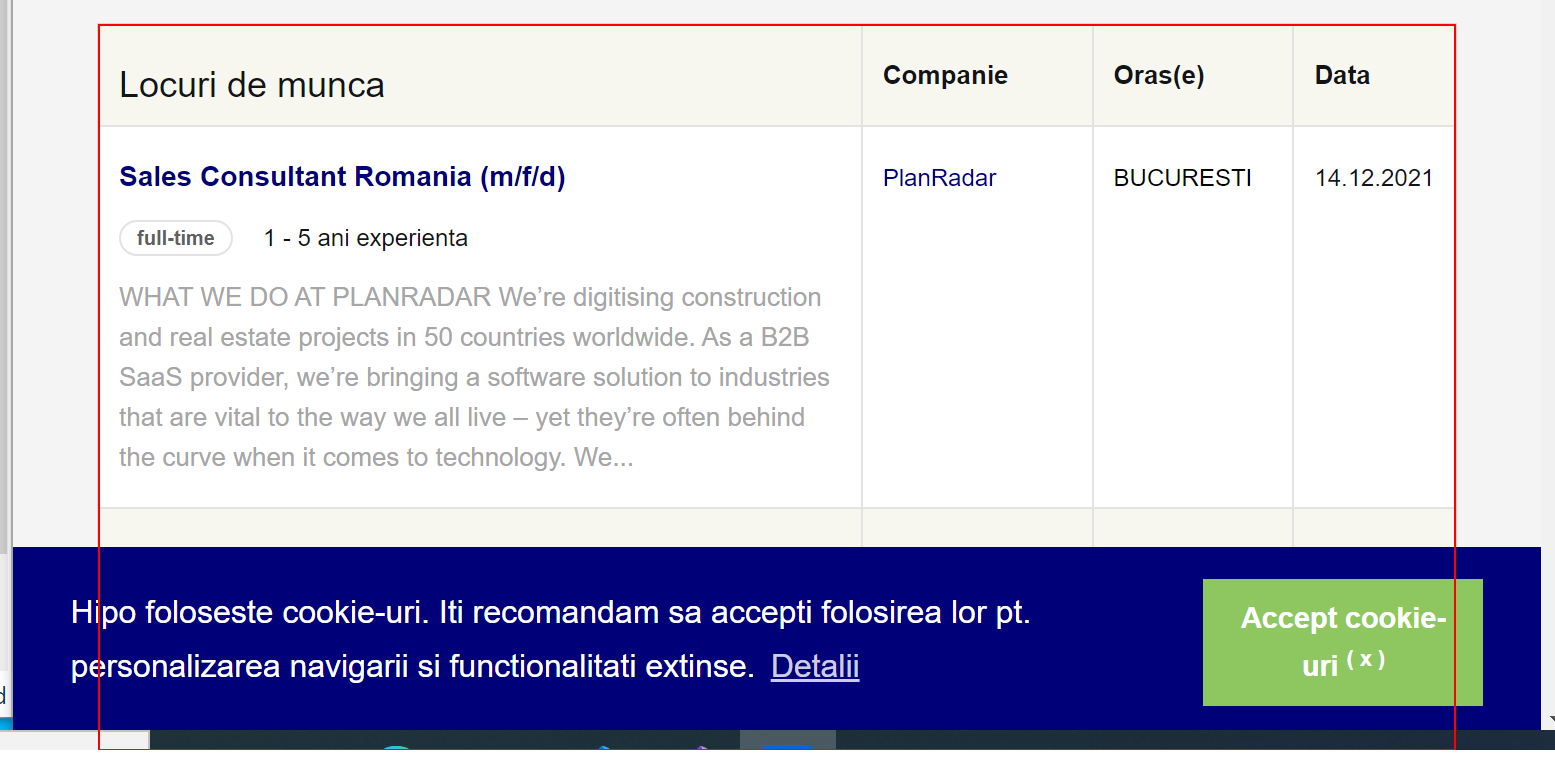 Locuri de munca
Companie
Oras(e)
Data
Sales Consultant Romania (m/f/d)
PlanRadar
BUCURESTI
14.12.2021
full-time
1 - 5 ani experienta
WHAT WE DO AT PLANRADAR We’re digitising construction
and real estate projects in 50 countries worldwide. As a B2B
SaaS provider, we’re bringing a software solution to industries
that are vital to the way we all live – yet they’re often behind
the curve when it comes to technology. We...
Hipo foloseste cookie-uri. Iti recomandam sa accepti folosirea lor pt.
personalizarea navigarii si functionalitati extinse. Detalii
Accept cookie-
uri ( x )